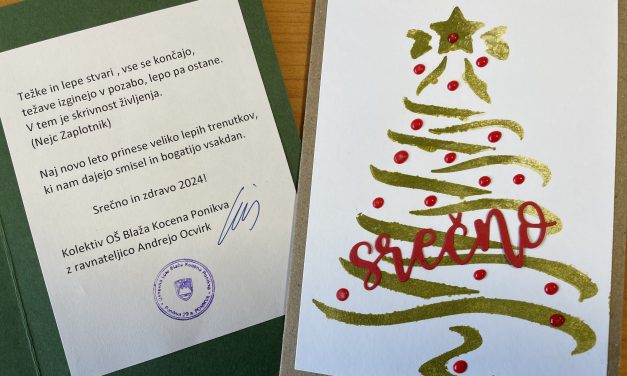 Težke in lepe stvari , vse se končajo,
težave izginejo v pozabo, lepo pa ostane.
V tem je skrivnost življenja.
(Nejc Zaplotnik)
Naj novo leto prinese veliko lepih trenutkov,
ki nam dajejo smisel in bogatijo vsakdan.
Srečno in zdravo 2024!
Kolektiv OŠ Blaža Kocena Ponikva
z ravnateljico Andrejo Ocvirk
srečno